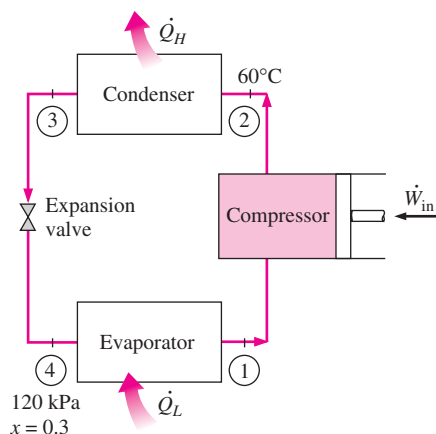 Q̇H
60°C
Condenser
3
2
Expansion
valve
Compressor
Ẇin
Evaporator
4
1
120 kPa
x = 0.3
Q̇L